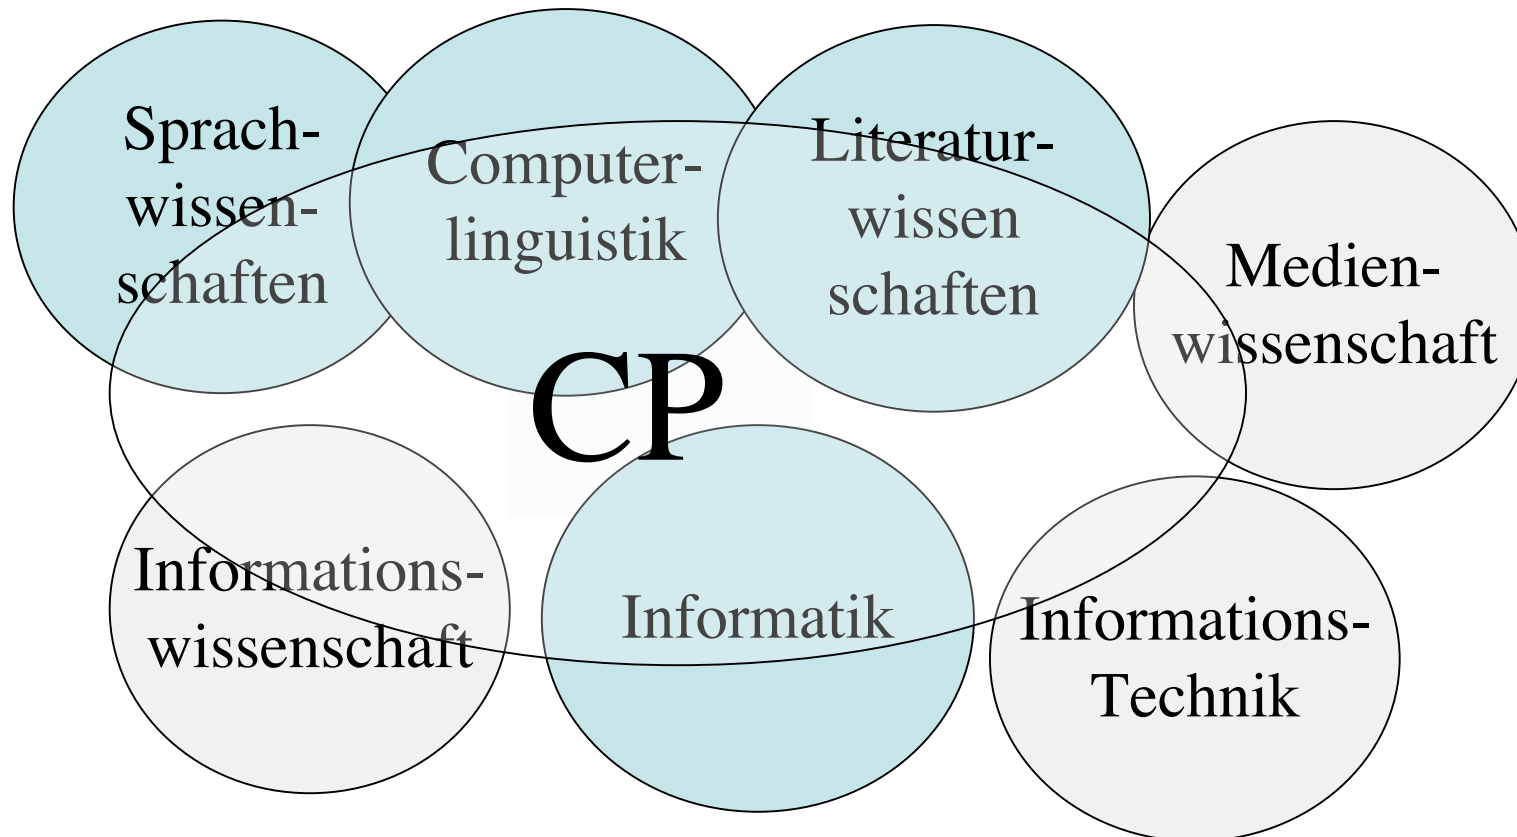 Sprach-
wissen-
schaften
Computer-
linguistik
Literatur-
wissen
schaften
Medien-
wissenschaft
CP
Informations-
wissenschaft
Informatik
Informations-
Technik